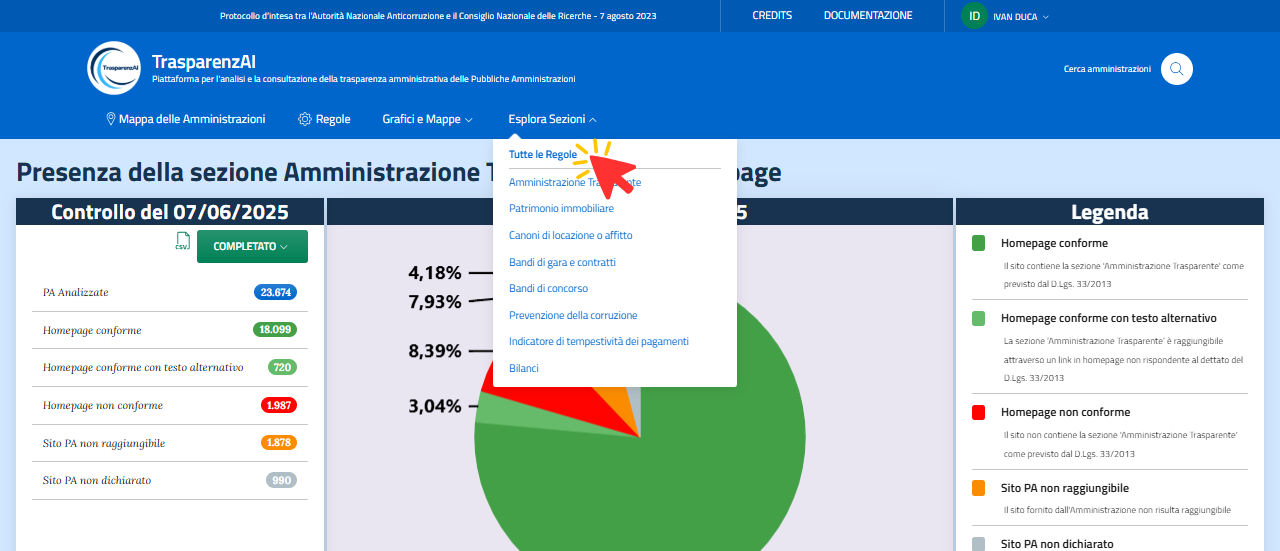 Protocollo d'intesa tra l'Autorità Nazionale Anticorruzione e il Consiglio Nazionale delle Ricerche - 7 agosto 2023
CREDITS
DOCUMENTAZIONE
ID
IVAN DUCA
TrasparenzAI
TrasparenzAI
Piattaforma per l'analisi e la consultazione della trasparenza amministrativa delle Pubbliche Amministrazioni
Cerca amministrazioni
Mappa delle Amministrazioni
Regole
Grafici e Mappe
Esplora Sezioni
Tutte le Regole
Amministrazione
Patrimonio immobiliare
Canoni di locazione o affitto
Bandi di gara e contratti
Bandi di concorso
Prevenzione della corruzione
Indicatore di tempestività dei pagamenti
Bilanci
Presenza della sezione Amministrazione T
page
Controllo del 07/06/2025
CSV
COMPLETATO
PA Analizzate
23.674
Homepage conforme
18.099
Homepage conforme con testo alternativo
720
Homepage non conforme
1.987
Sito PA non raggiungibile
1.878
Sito PA non dichiarato
990
5
4,18%
7,93%
8,39%
3,04%
Legenda
Homepage conforme
Il sito contiene la sezione 'Amministrazione Trasparente' come
previsto dal D.Lgs. 33/2013
Homepage conforme con testo alternativo
La sezione 'Amministrazione Trasparente' è raggiungibile
attraverso un link in homepage non rispondente al dettato del
D.Lgs. 33/2013
Homepage non conforme
Il sito non contiene la sezione 'Amministrazione Trasparente'
come previsto dal D.Lgs. 33/2013
Sito PA non raggiungibile
Il sito fornito dall'Amministrazione non risulta raggiungibile
Sito PA non dichiarato